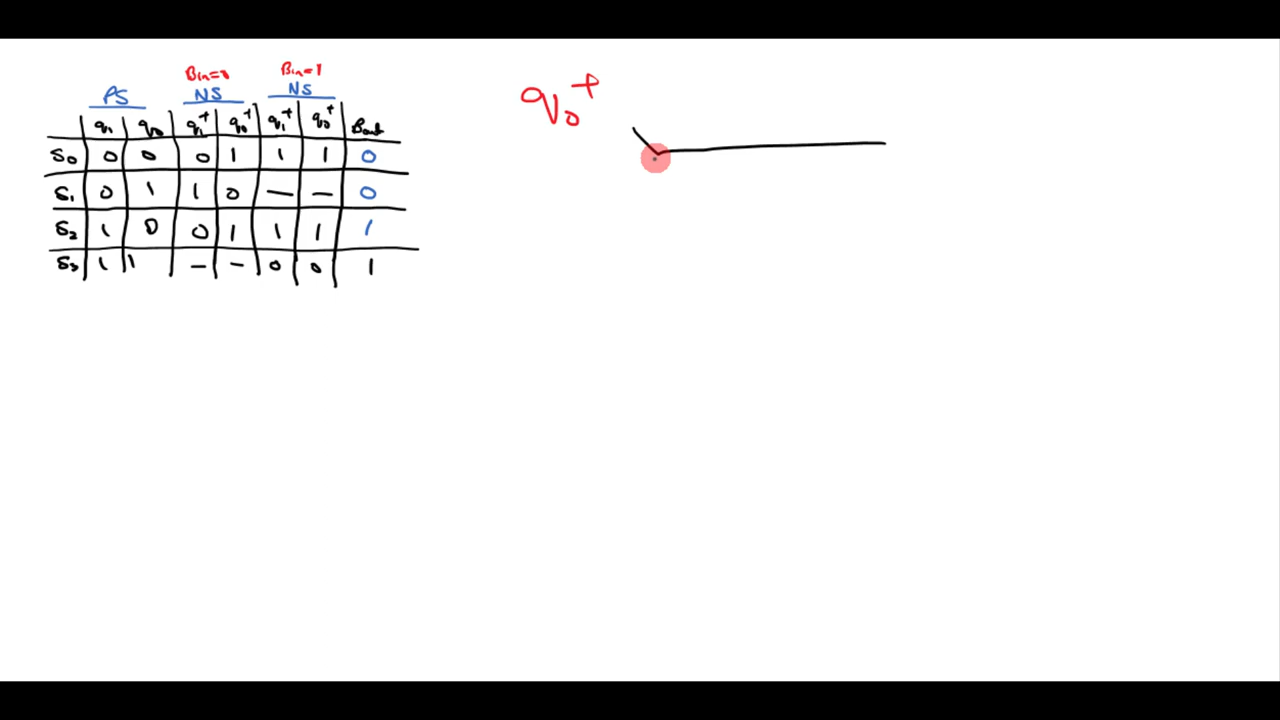 Bin=0 Bin=1
PS NS NS
q1 q0 q1+ q0+ q1+ q0+ Bout
S0 0 0 0 1 1 1 0
S1 0 1 1 0 — — 0
S2 1 0 0 1 1 1 1
S3 1 1 – – 0 0 1
q0+